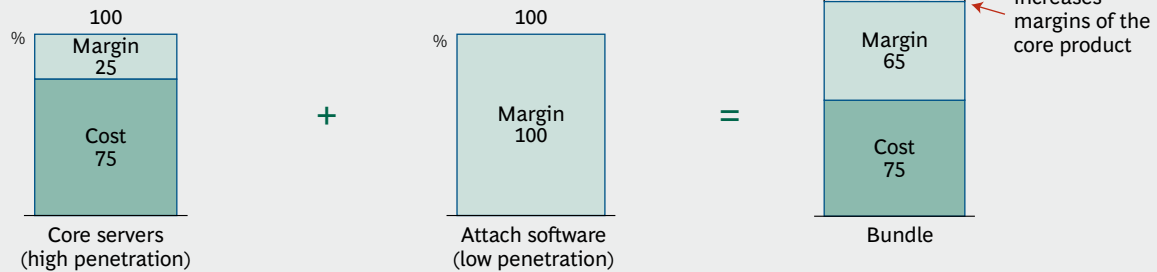 increases
margins of the
core product
100
%
Margin
25
Cost
75
Core servers
(high penetration)
+
100
%
Margin
100
Attach software
(low penetration)
=
Margin
65
Cost
75
Bundle